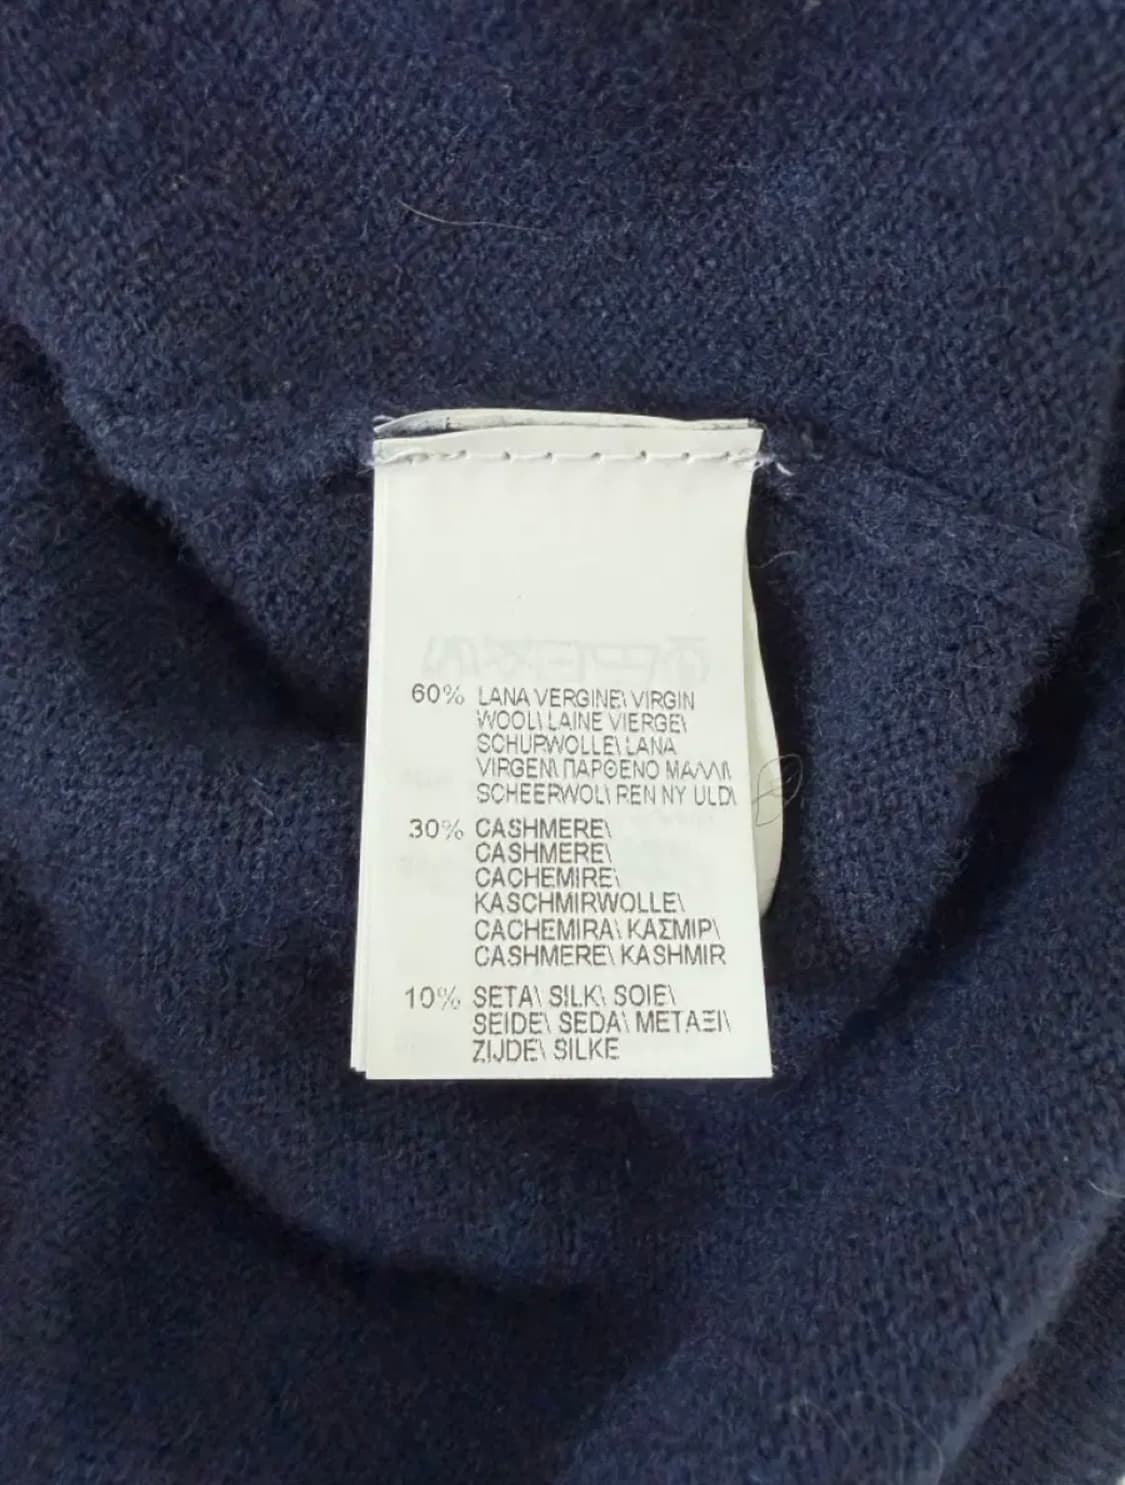 60% LANA VERGINE\ VIRGIN
WOOL\ LAINE VIERGE\
SCHURWOLLE\ LANA
VIRGEN\ ΠΑΡΘΕΝΟ ΜΑΛΛΙ\
SCHEERWOL\ REN NY ULD\
30% CASHMERE\
CASHMERE\
CACHEMIRE\
KASCHMIRWOLLE\
CACHEMIRA\ ΚΑΣΜΙΡ\
CASHMERE\ KASHMIR
10% SETA\ SILK\ SOIE\
SEIDE\ SEDA\ ΜΕΤΑΞΙ\
ZIJDE\ SILKE